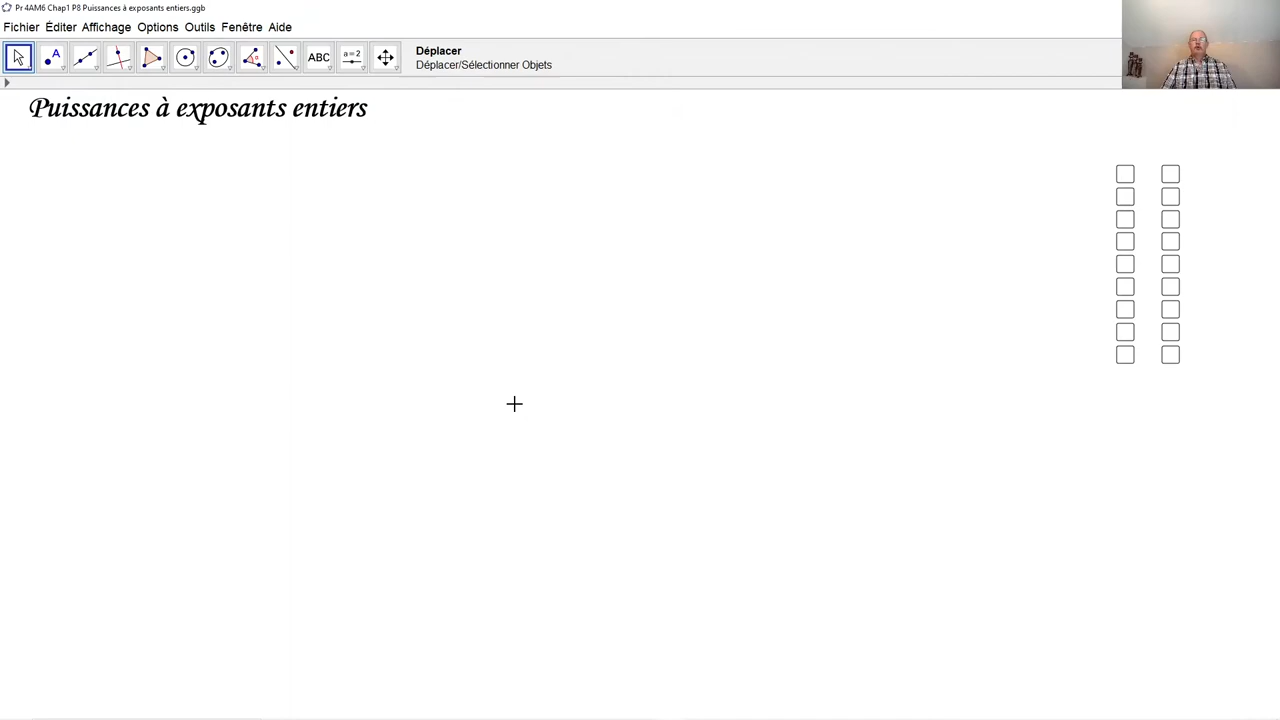 Pr 4AM6 Chap1 P8 Puissances à exposants entiers.ggb
Fichier Éditer Affichage Options Outils Fenêtre Aide
A
ABC
a=2
Déplacer
Déplacer/Sélectionner Objets
Puissances à exposants entiers